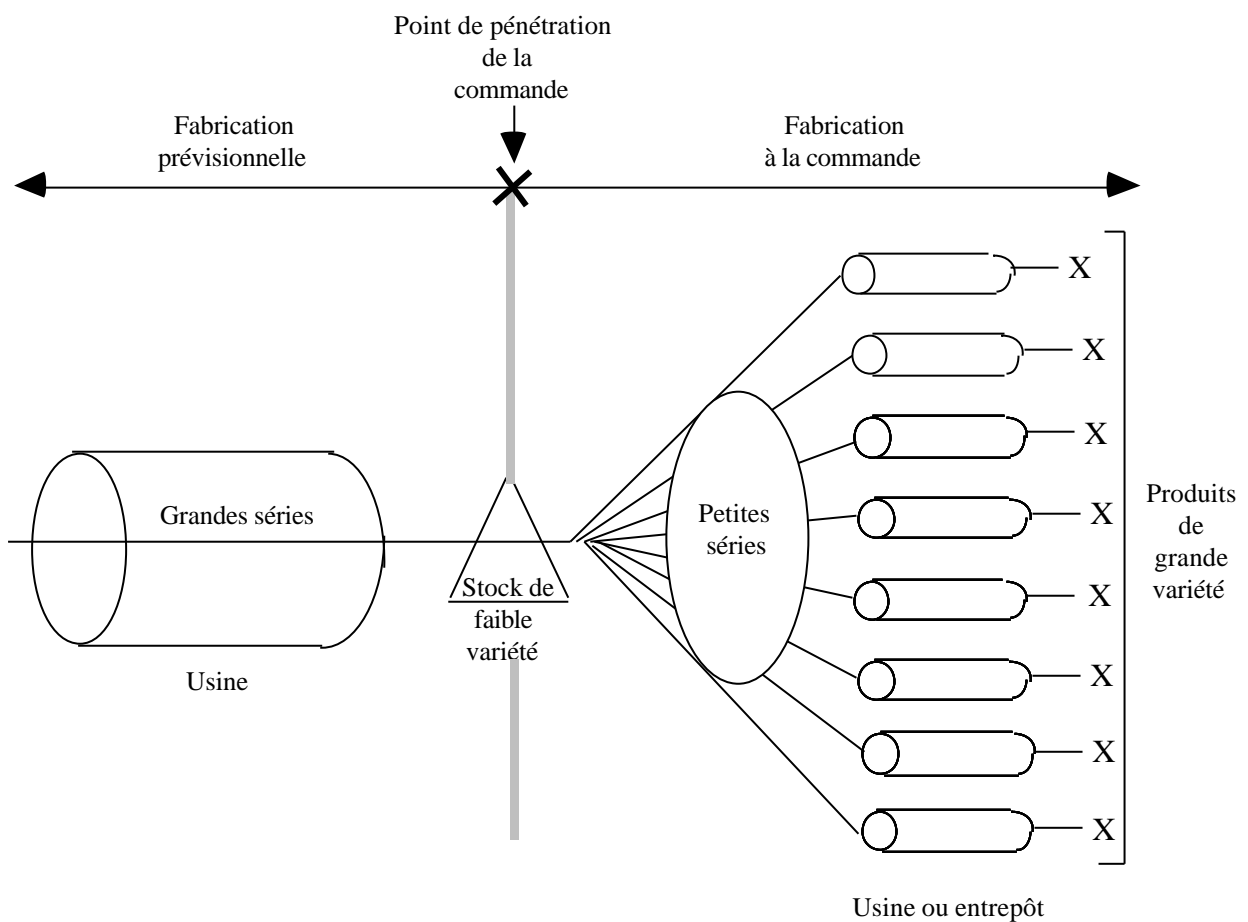 Point de pénétration
de la
commande
Fabrication
prévisionnelle
Fabrication
à la commande
X
X
X
X
X
X
X
X
Grandes séries
Usine
Stock de
faible
variété
Petites
séries
Produits
de
grande
variété
Usine ou entrepôt